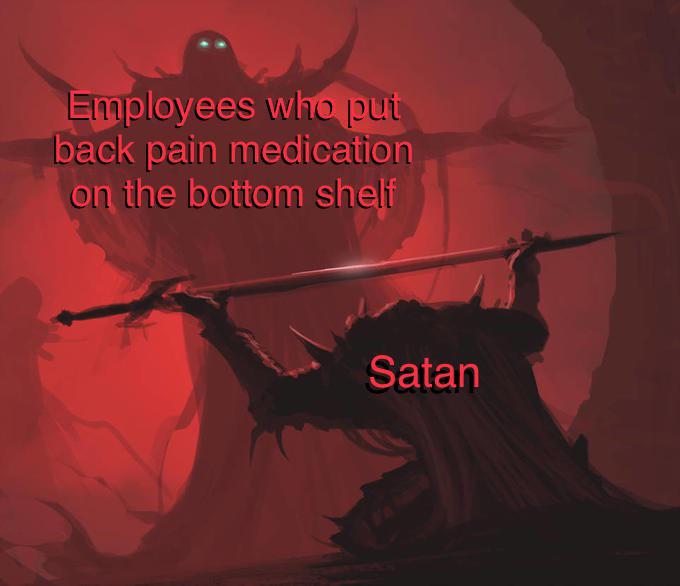 Employees who put
back pain medication
on the bottom shelf
Satan